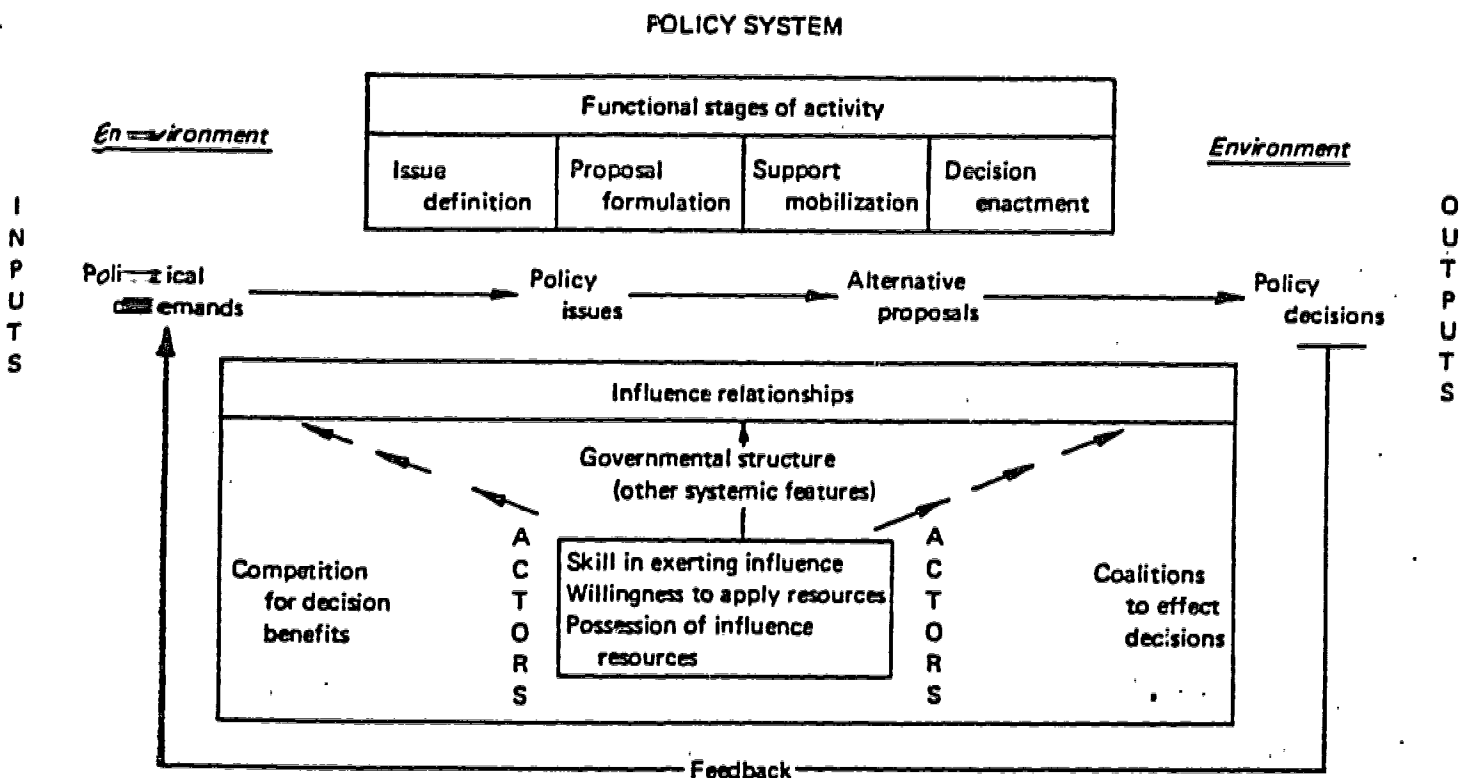 POLICY SYSTEM
Functional stages of activity
Environment
Environment
Issue
definition
Proposal
formulation
Support
mobilization
Decision
enactment
INPUTS
OUTPUTS
Political
demands
Policy
issues
Alternative
proposals
Policy
decisions
Influence relationships
Governmental structure
(other systemic features)
ACTORS
ACTORS
Competition
for decision
benefits
Skill in exerting influence
Willingness to apply resources
Possession of influence
resources
Coalitions
to effect
decisions
Feedback